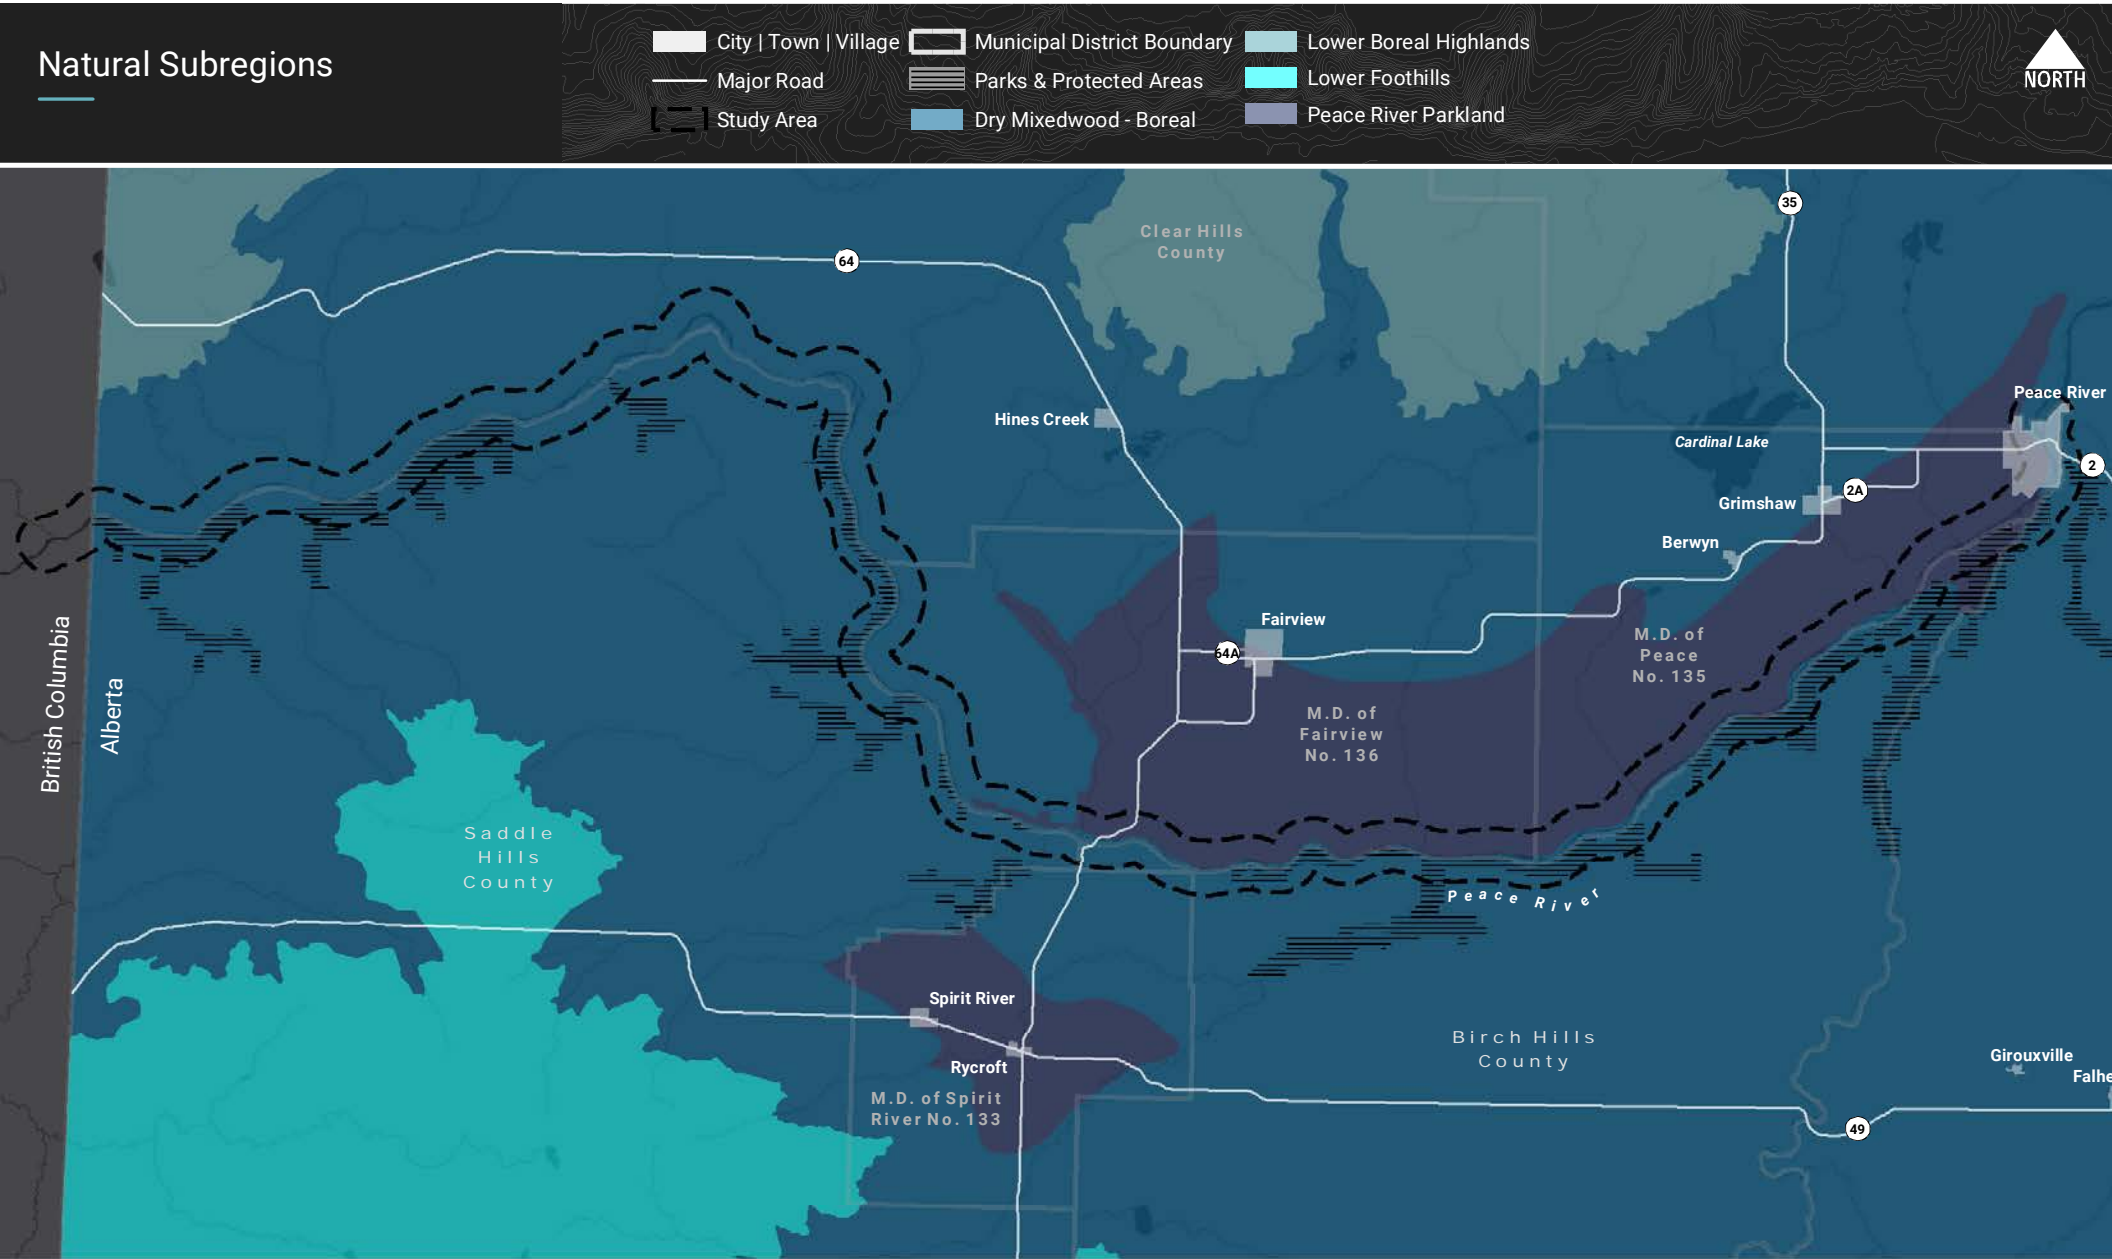 Natural Subregions
City | Town | Village
Major Road
Study Area
Municipal District Boundary
Parks & Protected Areas
Dry Mixedwood - Boreal
Lower Boreal Highlands
Lower Foothills
Peace River Parkland
NORTH
35
Clear Hills
County
64
Peace River
Hines Creek
Cardinal Lake
2
2A
Grimshaw
Berwyn
British Columbia
Alberta
Fairview
64A
M.D. of
Peace
No. 135
M.D. of
Fairview
No. 136
Saddle
Hills
County
Peace River
Spirit River
Rycroft
M.D. of Spirit
River No. 133
Birch Hills
County
Girouxville
Falhe
49